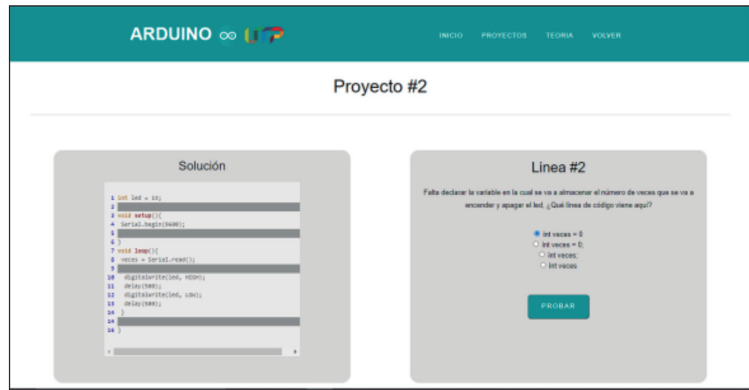 ARDUINO ∞ UTP
INICIO PROYECTOS TEORIA VOLVER
Proyecto #2
Solución
1 int led = 13;
2
3 void setup(){
4 Serial.begin(9600);
5
6 }
7 void loop(){
8 veces = Serial.read();
9
10 digitalWrite(led, HIGH);
11 delay(500);
12 digitalWrite(led, LOW);
13 delay(500);
14 }
14
16 }
Linea #2
Falta declarar la variable en la cual se va a almacenar el número de veces que se va a
encender y apagar el led, ¿Qué linea de código viene aquí?
int veces = 0
int veces = 0;
int veces;
int veces
PROBAR